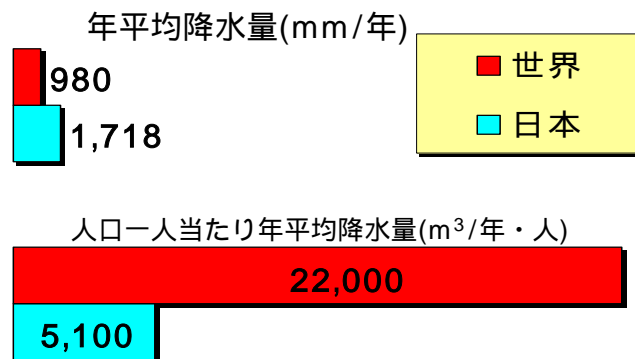 年平均降水量(mm/年)
980
1,718
世界
日本
人口一人当たり年平均降水量(m³/年・人)
22,000
5,100